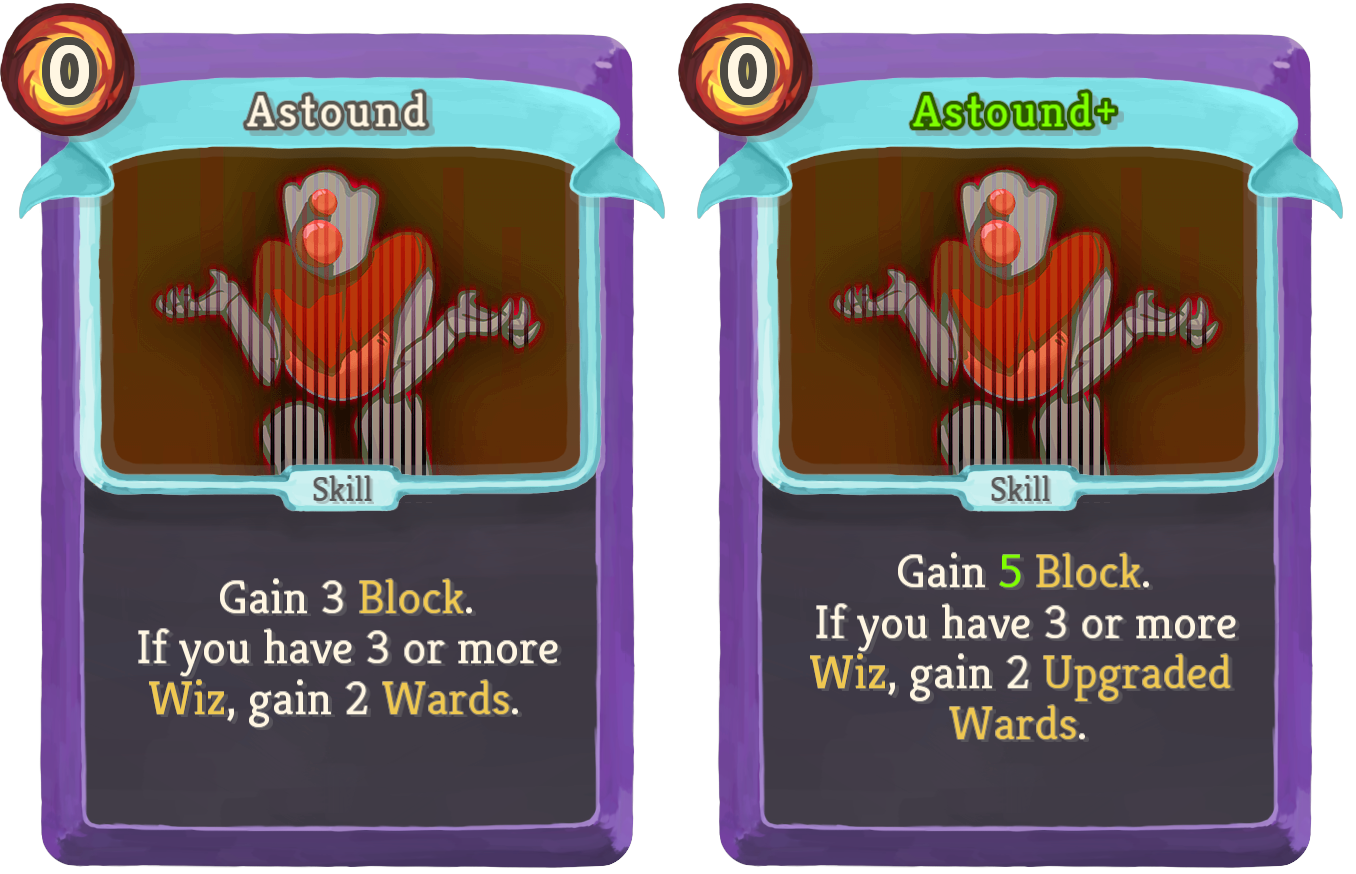 0
Astound
Skill
Gain 3 Block.
If you have 3 or more
Wiz, gain 2 Wards.
0
Astound+
Skill
Gain 5 Block.
If you have 3 or more
Wiz, gain 2 Upgraded
Wards.